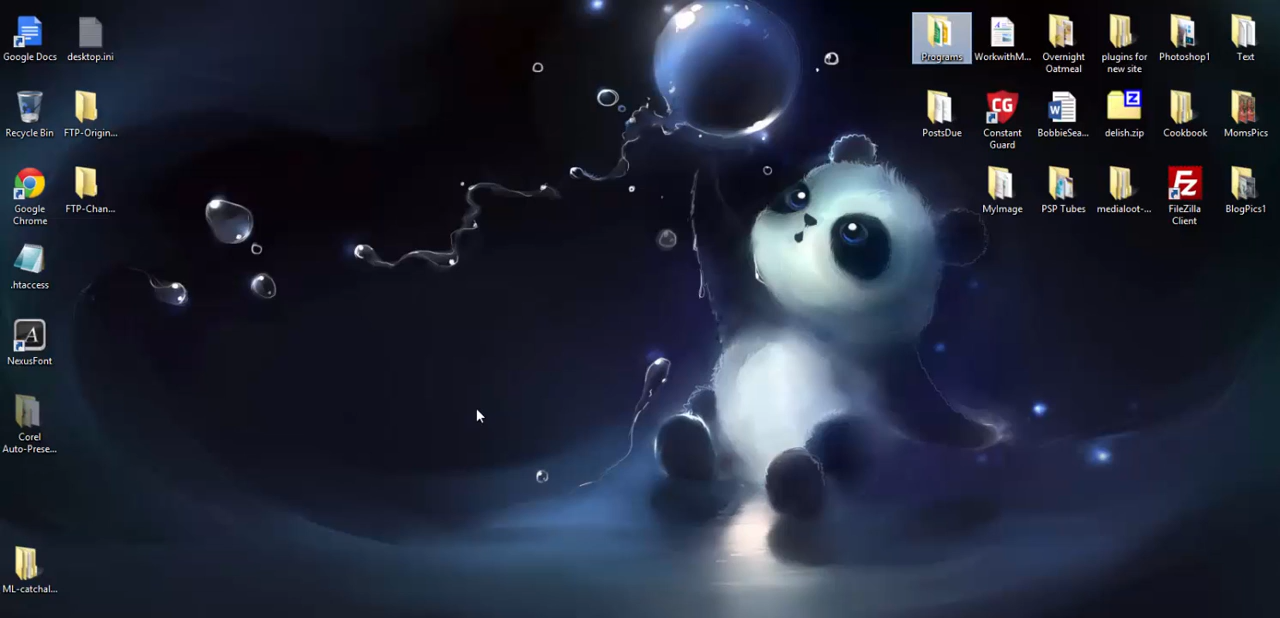 Google Docs
desktop.ini
Programs
WorkwithM...
Overnight
Oatmeal
plugins for
new site
Photoshop1
Text
Recycle Bin
FTP-Origin...
PostsDue
CG
Constant
Guard
W
BobbieSea...
Z
delish.zip
Cookbook
MomsPics
Google
Chrome
FTP-Chan...
MyImage
PSP Tubes
medialoot-...
Fz
FileZilla
Client
BlogPics1
.htaccess
A
NexusFont
Corel
Auto-Prese...
ML-catchal...